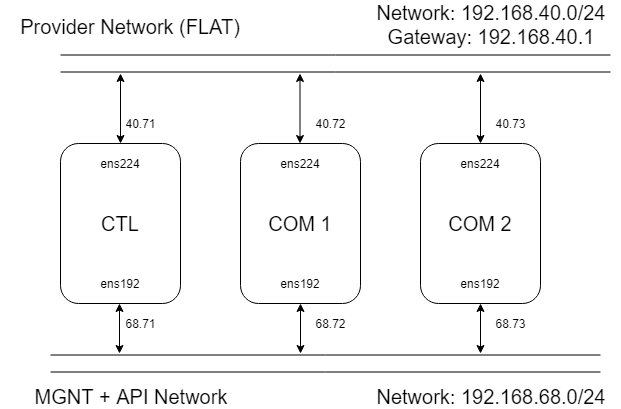 Provider Network (FLAT)
Network: 192.168.40.0/24
Gateway: 192.168.40.1
40.71
40.72
40.73
ens224
ens224
ens224
CTL
COM 1
COM 2
ens192
ens192
ens192
68.71
68.72
68.73
MGNT + API Network
Network: 192.168.68.0/24